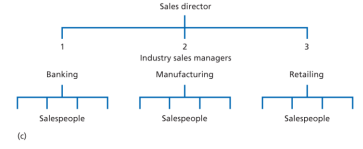 Sales director
1 2 3
Industry sales managers
Banking Manufacturing Retailing
Salespeople Salespeople Salespeople
(c)